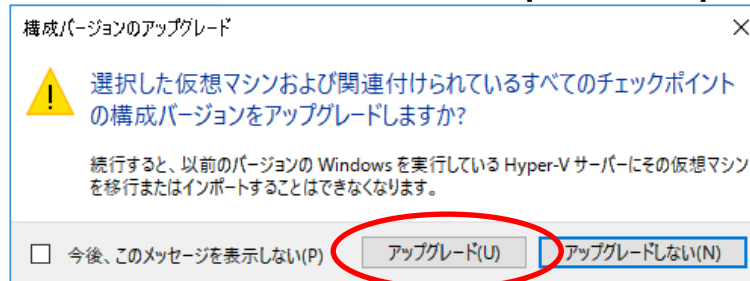 構成バージョンのアップグレード
選択した仮想マシンおよび関連付けられているすべてのチェックポイント
の構成バージョンをアップグレードしますか?
続行すると、以前のバージョンの Windows を実行している Hyper-V サーバーにその仮想マシン
を移行またはインポートすることはできなくなります。
今後、このメッセージを表示しない(P) アップグレード(U) アップグレードしない(N)